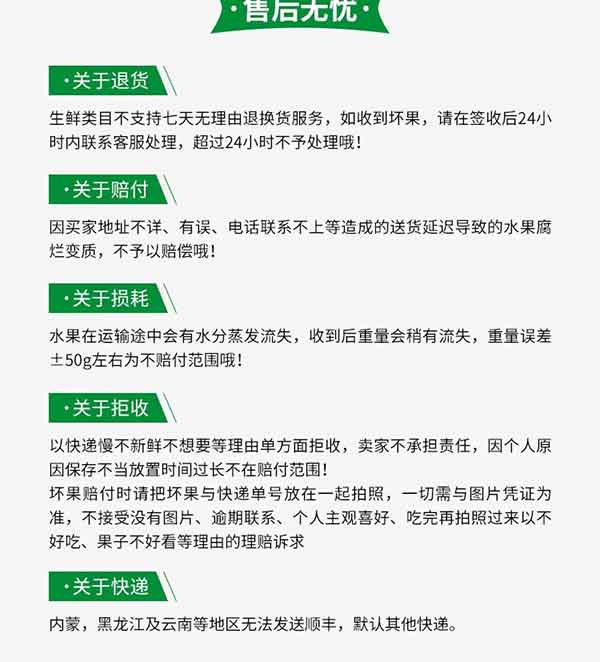 ·售后无忧·
·关于退货
生鲜类目不支持七天无理由退换货服务，如收到坏果，请在签收后24小
时内联系客服处理，超过24小时不予处理哦！
·关于赔付
因买家地址不详、有误、电话联系不上等造成的送货延迟导致的水果腐
烂变质，不予以赔偿哦！
·关于损耗
水果在运输途中会有水分蒸发流失，收到后重量会稍有流失，重量误差
±50g左右为不赔付范围哦！
·关于拒收
以快递慢不新鲜不想要等理由单方面拒收，卖家不承担责任，因个人原
因保存不当放置时间过长不在赔付范围！
坏果赔付时请把坏果与快递单号放在一起拍照，一切需与图片凭证为
准，不接受没有图片、逾期联系、个人主观喜好、吃完再拍照过来以不
好吃、果子不好看等理由的理赔诉求
·关于快递
内蒙，黑龙江及云南等地区无法发送顺丰，默认其他快递。